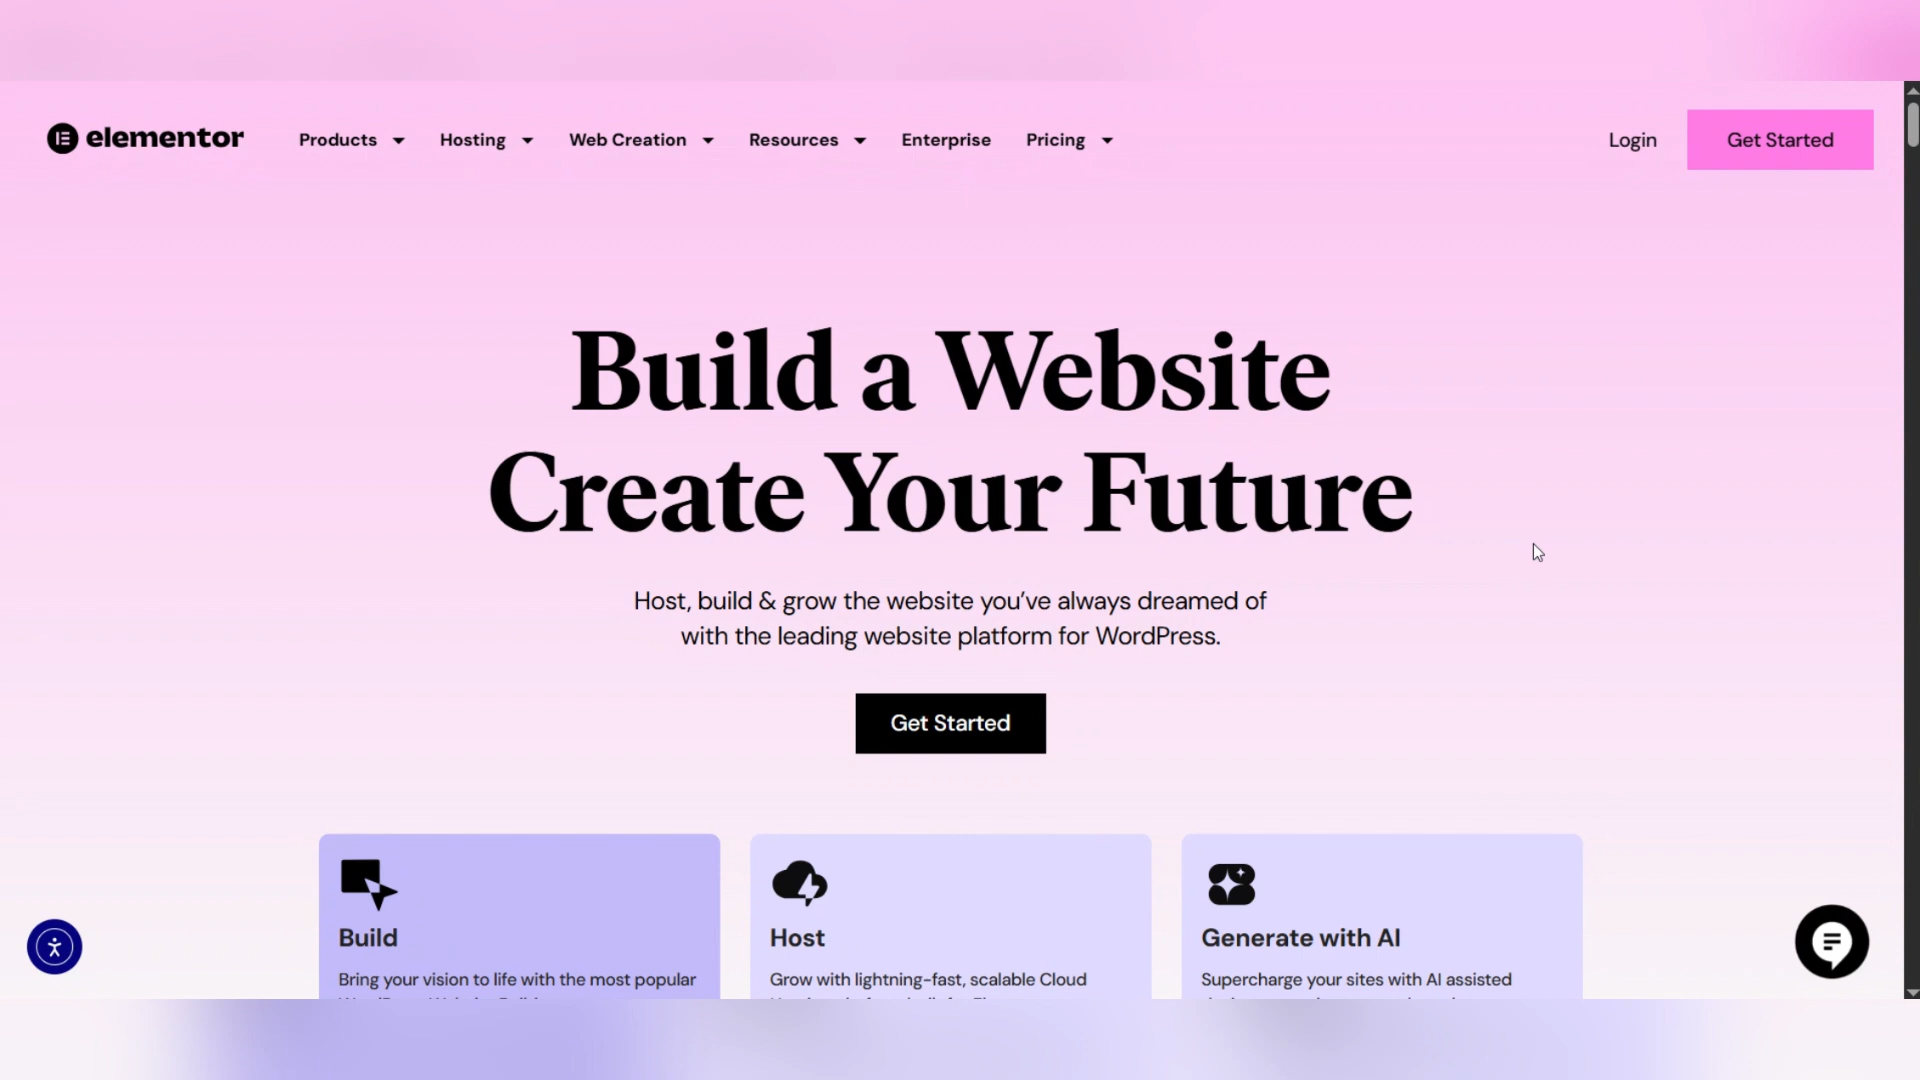 elementor
Products Hosting Web Creation Resources Enterprise Pricing
Login
Get Started
Build a Website
Create Your Future
Host, build & grow the website you’ve always dreamed of
with the leading website platform for WordPress.
Get Started
Build
Bring your vision to life with the most popular
Host
Grow with lightning-fast, scalable Cloud
Generate with AI
Supercharge your sites with AI assisted